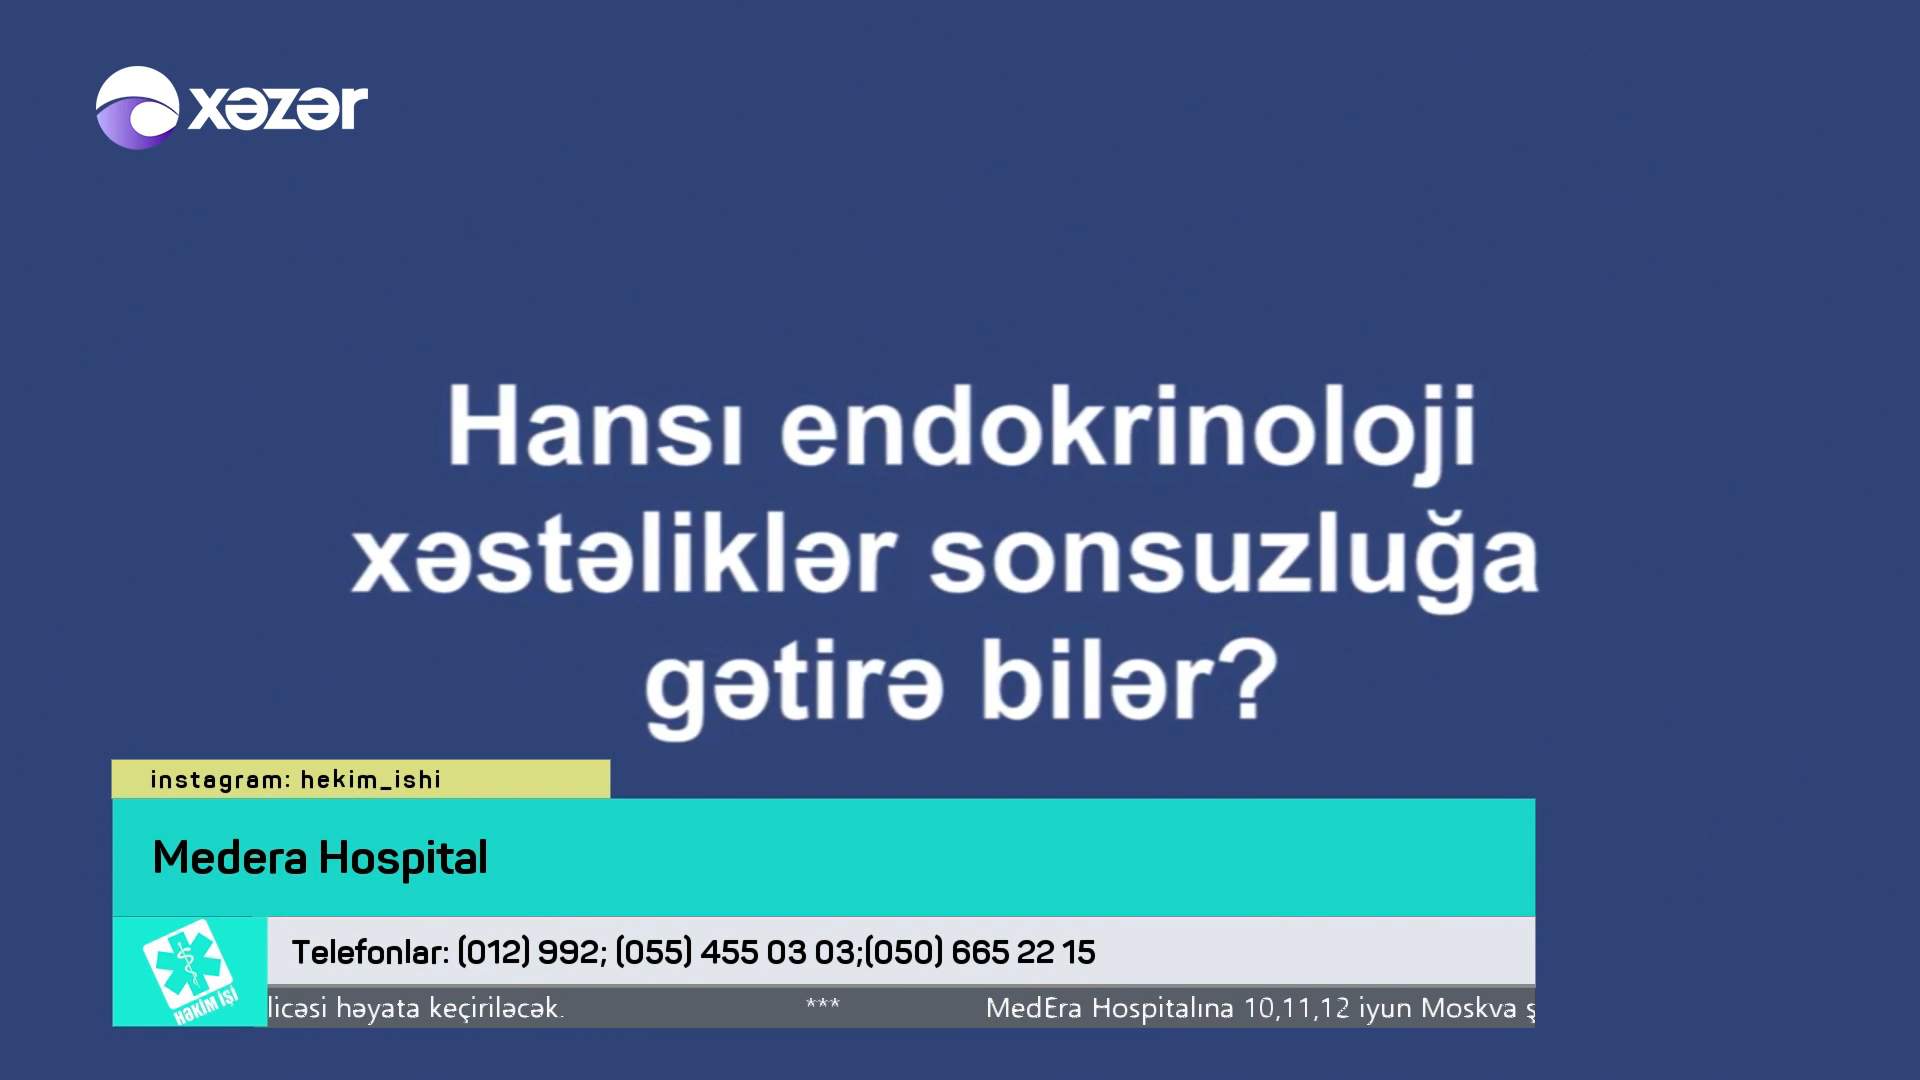 xəzər
Hansı endokrinoloji
xəstəliklər sonsuzluğa
gətirə bilər?
instagram: hekim_ishi
Medera Hospital
HƏKİM İŞİ
Telefonlar: (012) 992; (055) 455 03 03;(050) 665 22 15
licəsi həyata keçiriləcək. *** MedEra Hospitalına 10,11,12 iyun Moskva ş